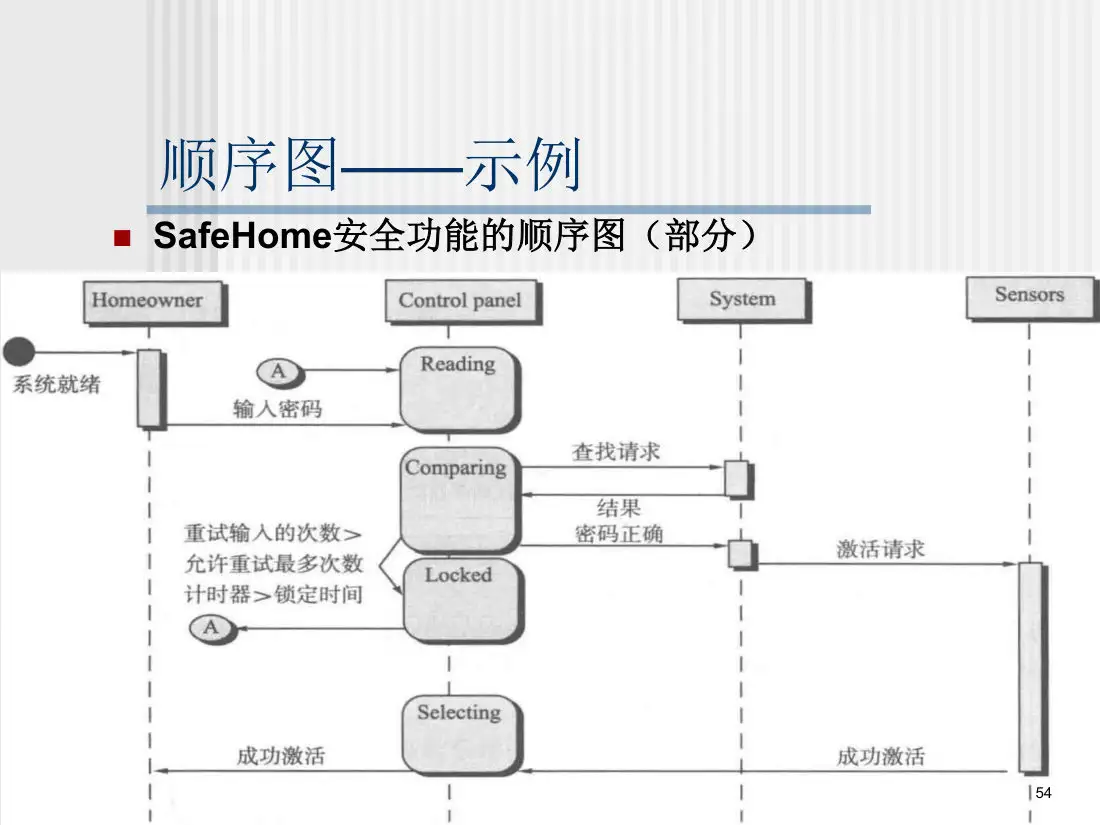 顺序图——示例
SafeHome安全功能的顺序图（部分）
Homeowner
Control panel
System
Sensors
系统就绪
A
Reading
输入密码
Comparing
查找请求
结果
密码正确
重试输入的次数>
允许重试最多次数
计时器>锁定时间
激活请求
Locked
A
Selecting
成功激活
成功激活
54